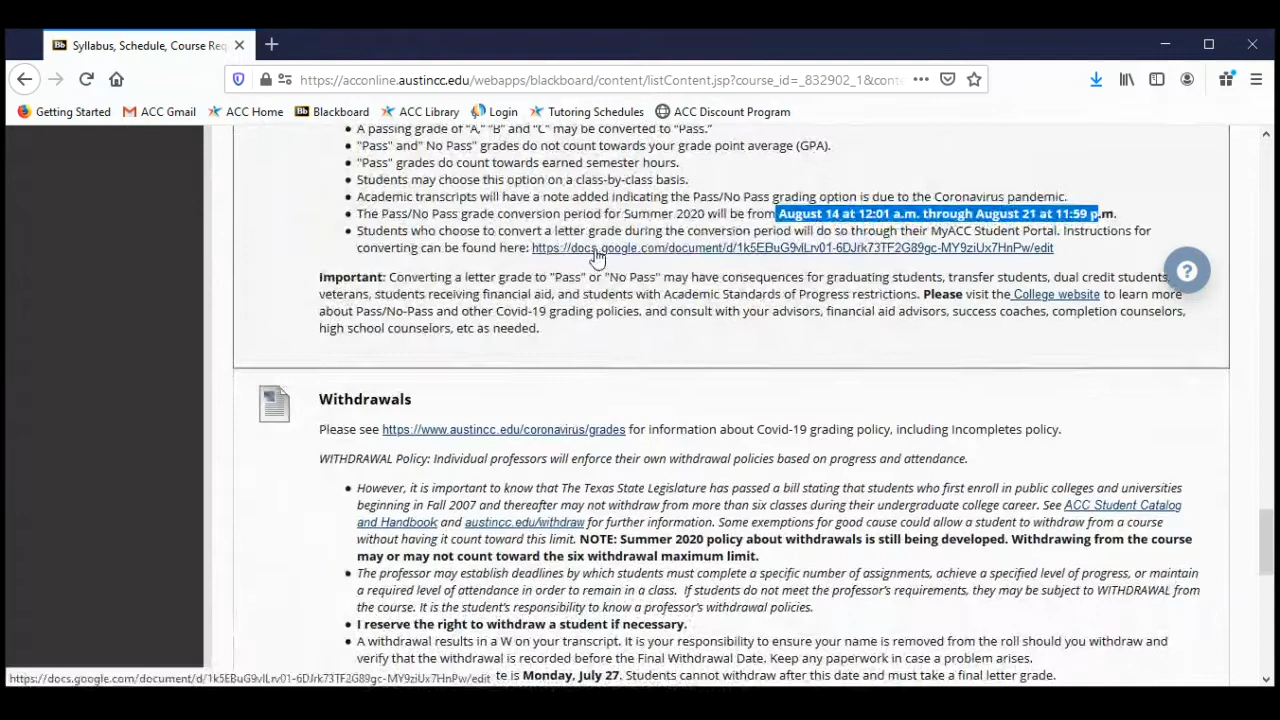 Syllabus, Schedule, Course Req
https://acconline.austincc.edu/webapps/blackboard/content/listContent.jsp?course_id=_832902_1&cont
Getting Started ACC Gmail ACC Home Bb Blackboard ACC Library Login Tutoring Schedules ACC Discount Program
A passing grade of "A," "B" and "C" may be converted to "Pass."
"Pass" and" No Pass" grades do not count towards your grade point average (GPA).
"Pass" grades do count towards earned semester hours.
Students may choose this option on a class-by-class basis.
Academic transcripts will have a note added indicating the Pass/No Pass grading option is due to the Coronavirus pandemic.
The Pass/No Pass grade conversion period for Summer 2020 will be from August 14 at 12:01 a.m. through August 21 at 11:59 p.m.
Students who choose to convert a letter grade during the conversion period will do so through their MyACC Student Portal. Instructions for
converting can be found here: https://docs.google.com/document/d/1k5EBuG9vlLrv01-6DJrk73TF2G89gc-MY9ziUx7HnPw/edit
Important: Converting a letter grade to "Pass" or "No Pass" may have consequences for graduating students, transfer students, dual credit students,
veterans, students receiving financial aid, and students with Academic Standards of Progress restrictions. Please visit the College website to learn more
about Pass/No-Pass and other Covid-19 grading policies, and consult with your advisors, financial aid advisors, success coaches, completion counselors,
high school counselors, etc as needed.
Withdrawals
Please see https://www.austincc.edu/coronavirus/grades for information about Covid-19 grading policy, including Incompletes policy.
WITHDRAWAL Policy: Individual professors will enforce their own withdrawal policies based on progress and attendance.
However, it is important to know that The Texas State Legislature has passed a bill stating that students who first enroll in public colleges and universities
beginning in Fall 2007 and thereafter may not withdraw from more than six classes during their undergraduate college career. See ACC Student Catalog
and Handbook and austincc.edu/withdraw for further information. Some exemptions for good cause could allow a student to withdraw from a course
without having it count toward this limit. NOTE: Summer 2020 policy about withdrawals is still being developed. Withdrawing from the course
may or may not count toward the six withdrawal maximum limit.
The professor may establish deadlines by which students must complete a specific number of assignments, achieve a specified level of progress, or maintain
a required level of attendance in order to remain in a class. If students do not meet the professor's requirements, they may be subject to WITHDRAWAL from
the course. It is the student's responsibility to know a professor's withdrawal policies.
I reserve the right to withdraw a student if necessary.
A withdrawal results in a W on your transcript. It is your responsibility to ensure your name is removed from the roll should you withdraw and
verify that the withdrawal is recorded before the Final Withdrawal Date. Keep any paperwork in case a problem arises.
https://docs.google.com/document/d/1k5EBuG9vlLrv01-6DJrk73TF2G89gc-MY9ziUx7HnPw/edit te is Monday, July 27. Students cannot withdraw after this date and must take a final letter grade.